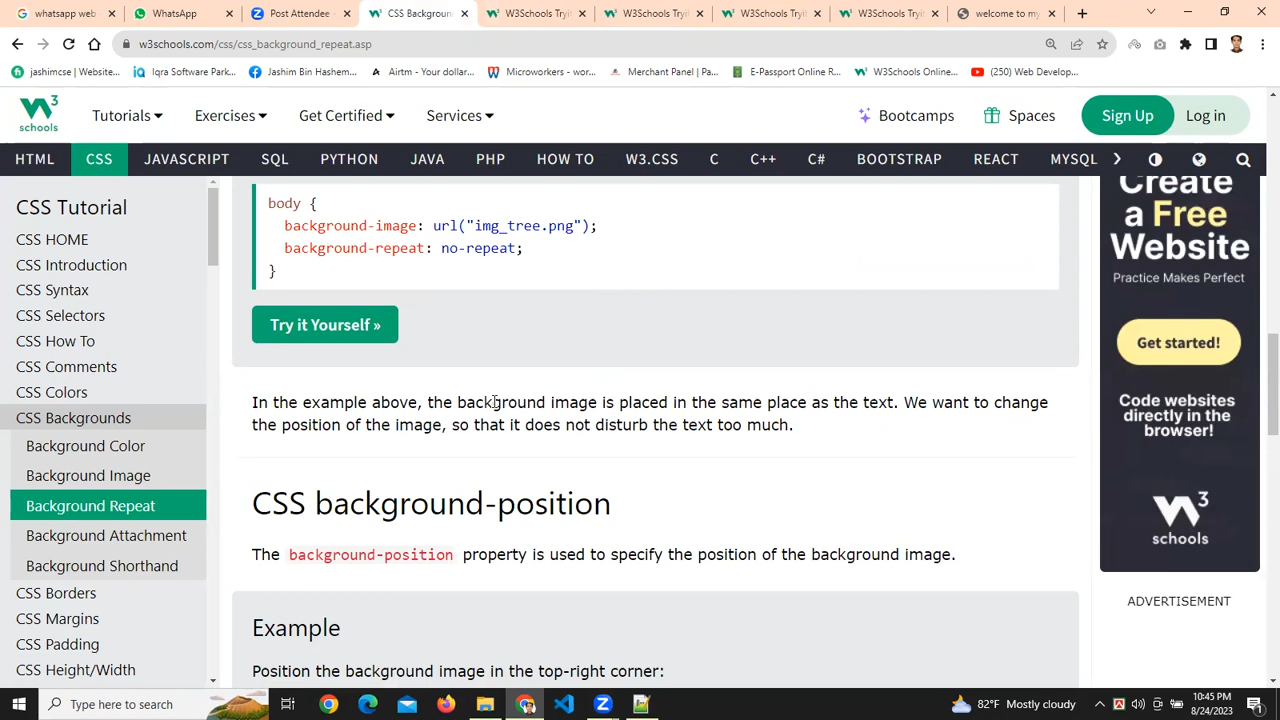 whatsapp web
WhatsApp
Post Attendee -
CSS Backgroun
W3Schools Tryit
W3Schools Tryi
W3Schools Tryi
W3Schools Tryi
welcome to my
w3schools.com/css/css_background_repeat.asp
jashimcse | Website...
Iqra Software Park...
Jashim Bin Hashem...
Airtm - Your dollar...
Microworkers - wor...
Merchant Panel | Pa...
E-Passport Online R...
W3Schools Online...
(250) Web Develop...
W3 schools
Tutorials
Exercises
Get Certified
Services
Bootcamps
Spaces
Sign Up
Log in
HTML CSS JAVASCRIPT SQL PYTHON JAVA PHP HOW TO W3.CSS C C++ C# BOOTSTRAP REACT MYSQL
CSS Tutorial
CSS HOME
CSS Introduction
CSS Syntax
CSS Selectors
CSS How To
CSS Comments
CSS Colors
CSS Backgrounds
Background Color
Background Image
Background Repeat
Background Attachment
Background Shorthand
CSS Borders
CSS Margins
CSS Padding
CSS Height/Width
body {
background-image: url("img_tree.png");
background-repeat: no-repeat;
}
Try it Yourself »
In the example above, the background image is placed in the same place as the text. We want to change
the position of the image, so that it does not disturb the text too much.
CSS background-position
The background-position property is used to specify the position of the background image.
Example
Position the background image in the top-right corner:
Create
a Free
Website
Practice Makes Perfect
Get started!
Code websites
directly in the
browser!
W3
schools
ADVERTISEMENT
Type here to search
82°F Mostly cloudy
10:45 PM
8/24/2023